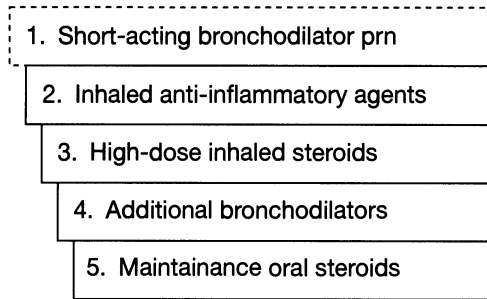 1. Short-acting bronchodilator prn
2. Inhaled anti-inflammatory agents
3. High-dose inhaled steroids
4. Additional bronchodilators
5. Maintainance oral steroids